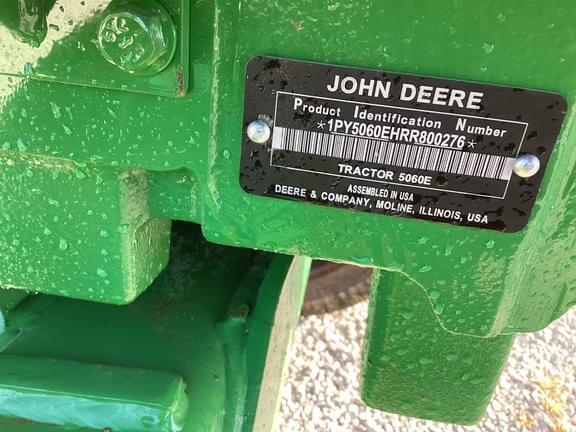 JOHN DEERE
Product Identification Number
*1PY5060EHRR800276*
TRACTOR 5060E
ASSEMBLED IN USA
DEERE & COMPANY, MOLINE, ILLINOIS, USA